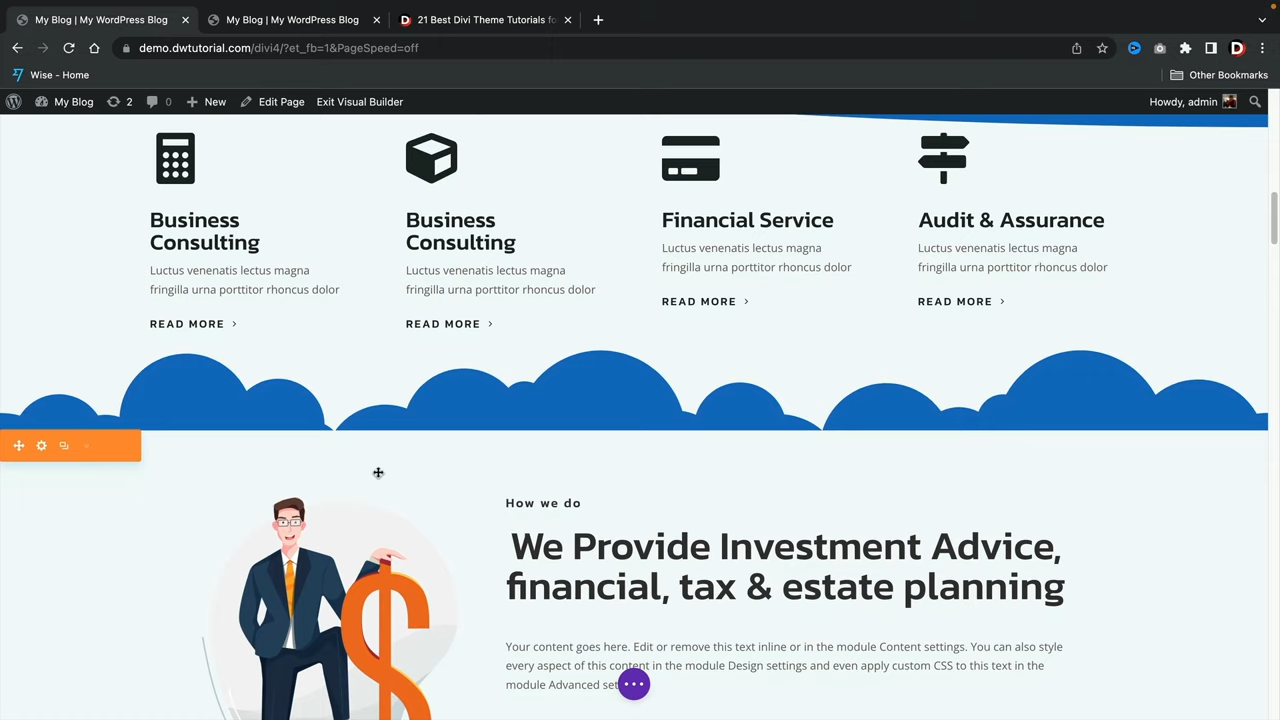 My Blog | My WordPress Blog
My Blog | My WordPress Blog
21 Best Divi Theme Tutorials fo
demo.dwtutorial.com/divi4/?et_fb=1&PageSpeed=off
Wise - Home
Other Bookmarks
My Blog
2
0
New
Edit Page
Exit Visual Builder
Howdy, admin
Business
Consulting
Luctus venenatis lectus magna
fringilla urna porttitor rhoncus dolor
READ MORE
Business
Consulting
Luctus venenatis lectus magna
fringilla urna porttitor rhoncus dolor
READ MORE
Financial Service
Luctus venenatis lectus magna
fringilla urna porttitor rhoncus dolor
READ MORE
Audit & Assurance
Luctus venenatis lectus magna
fringilla urna porttitor rhoncus dolor
READ MORE
How we do
We Provide Investment Advice,
financial, tax & estate planning
Your content goes here. Edit or remove this text inline or in the module Content settings. You can also style
every aspect of this content in the module Design settings and even apply custom CSS to this text in the
module Advanced set